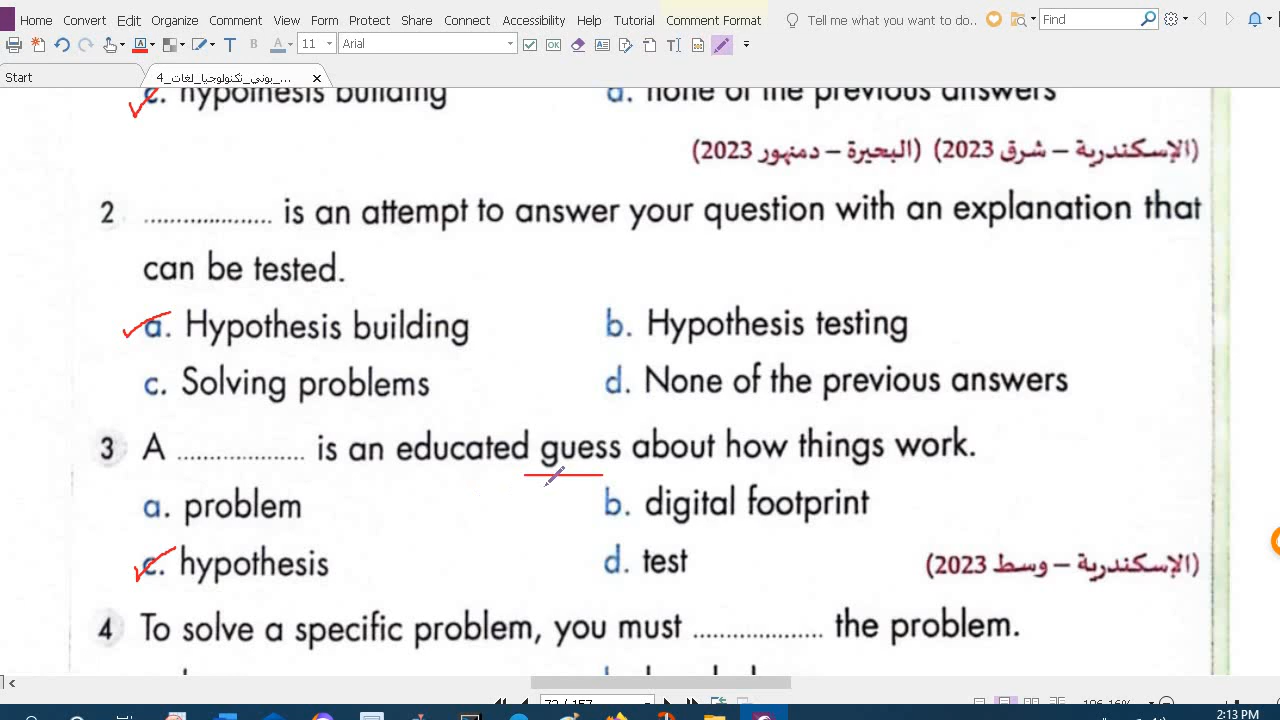 Home Convert Edit Organize Comment View Form Protect Share Connect Accessibility Help Tutorial Comment Format Tell me what you want to do.. Find
11 Arial
Start 4_بوني_تكنولوجيا_لغات_...
c. hypothesis building d. none of the previous answers
(الإسكندرية – شرق 2023) (البحيرة – دمنهور 2023)
2 .................... is an attempt to answer your question with an explanation that
can be tested.
a. Hypothesis building b. Hypothesis testing
c. Solving problems d. None of the previous answers
3 A .................... is an educated guess about how things work.
a. problem b. digital footprint
c. hypothesis d. test (الإسكندرية – وسط 2023)
4 To solve a specific problem, you must .................... the problem.
2:13 PM